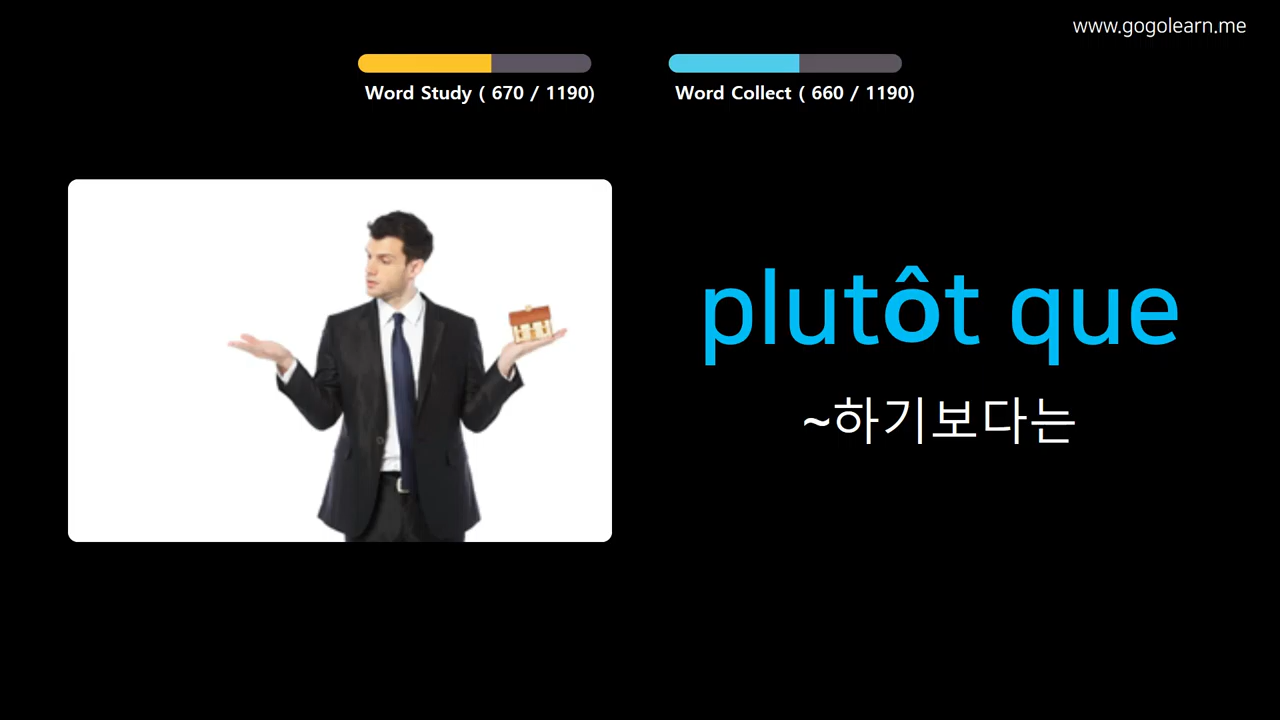 www.gogolearn.me
Word Study ( 670 / 1190)
Word Collect ( 660 / 1190)
plutôt que
~하기보다는